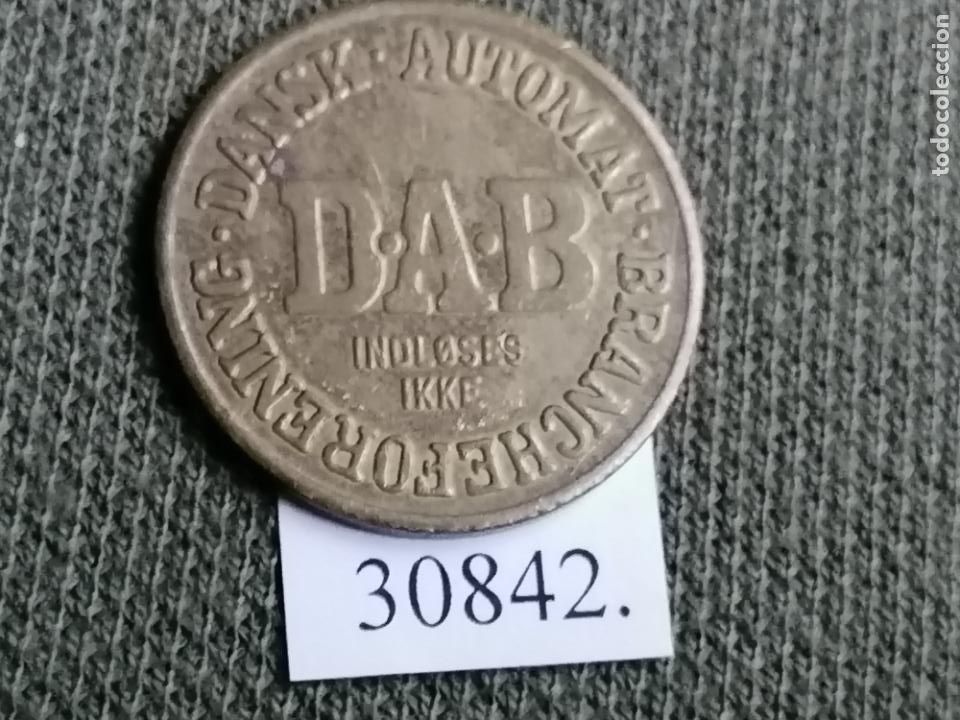 DANSK · AUTOMAT · BRANCHEFORENING ·
D·A·B
INDLØSES
IKKE
30842.
todocoleccion